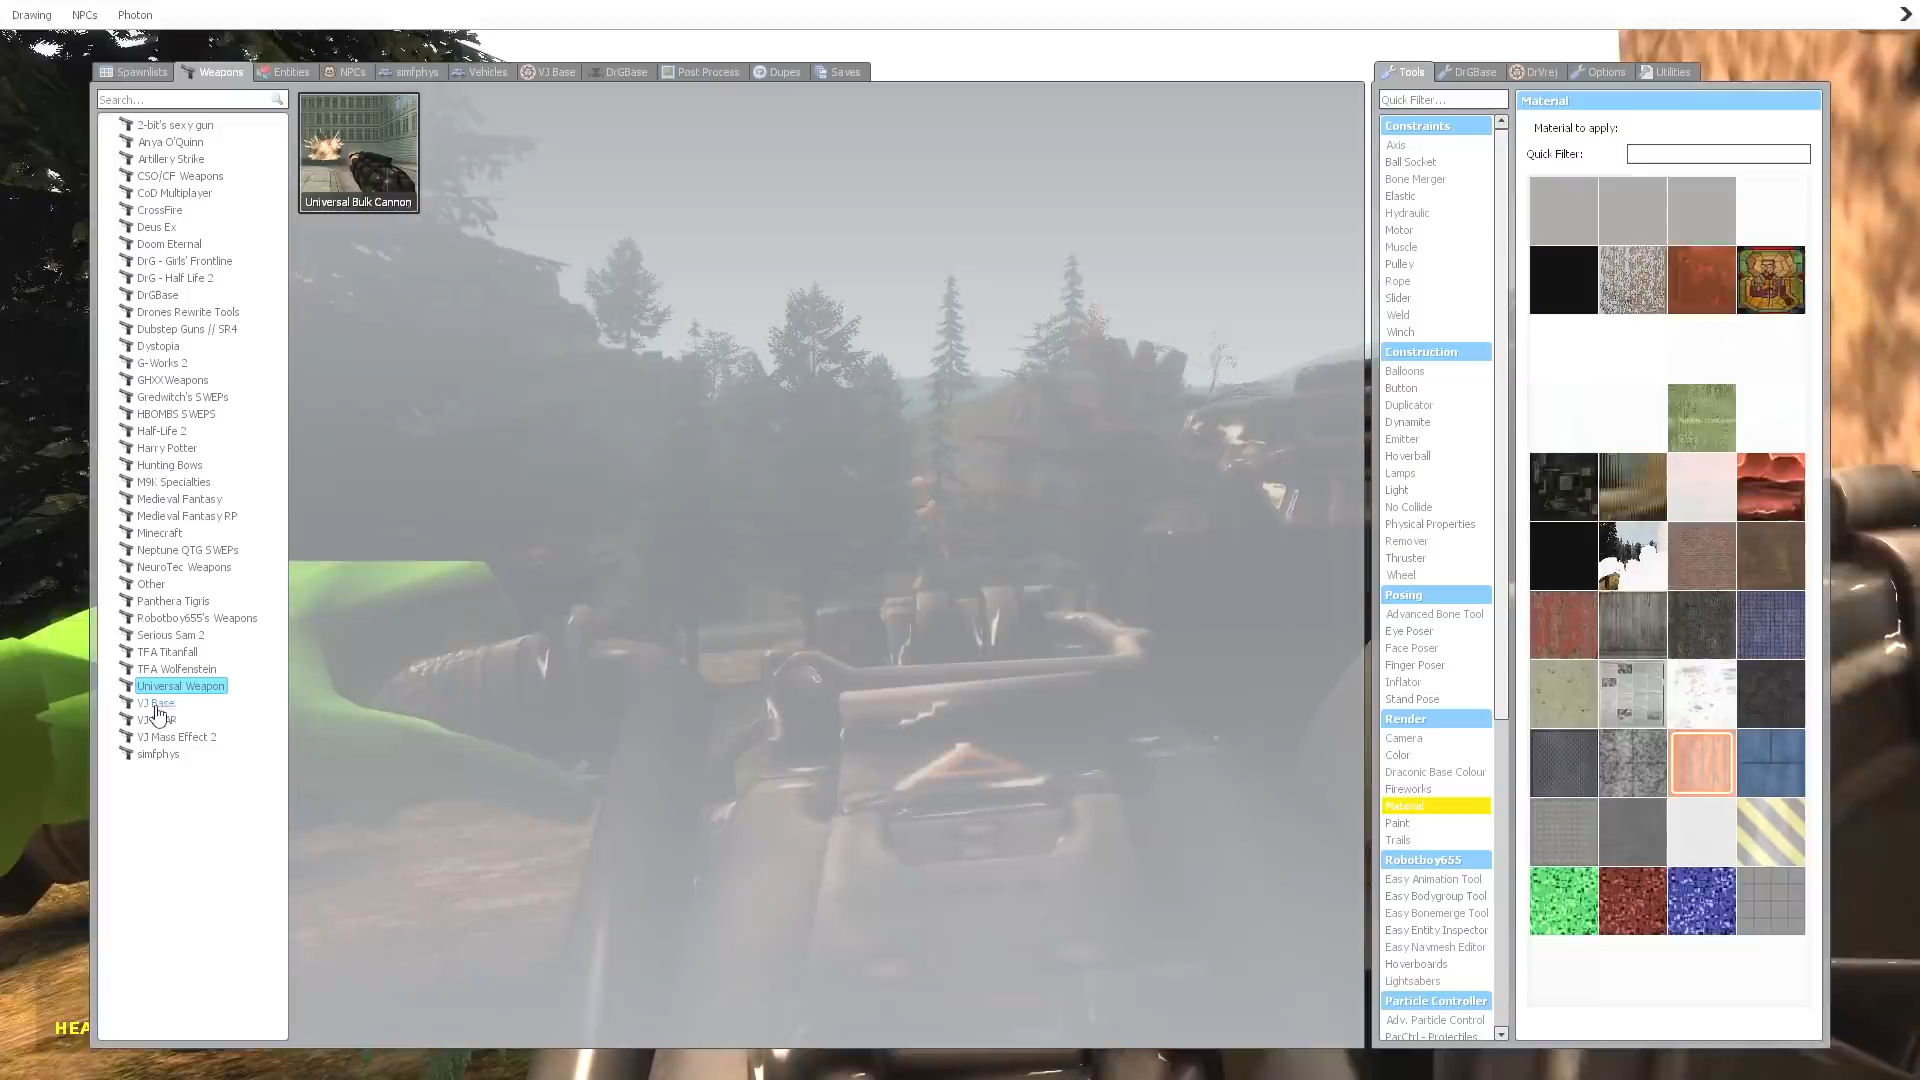 Drawing NPCs Photon
Spawnlists Weapons Entities NPCs simfphys Vehicles VJ Base DrGBase Post Process Dupes Saves
Search...
2-bit's sexy gun
Anya O'Quinn
Artillery Strike
CSO/CF Weapons
CoD Multiplayer
CrossFire
Deus Ex
Doom Eternal
DrG - Girls' Frontline
DrG - Half Life 2
DrGBase
Drones Rewrite Tools
Dubstep Guns // SR4
Dystopia
G-Works 2
GHXXWeapons
Gredwitch's SWEPs
HBOMBS SWEPS
Half-Life 2
Harry Potter
Hunting Bows
M9K Specialties
Medieval Fantasy
Medieval Fantasy RP
Minecraft
Neptune QTG SWEPs
NeuroTec Weapons
Other
Panthera Tigris
Robotboy655's Weapons
Serious Sam 2
TFA Titanfall
TFA Wolfenstein
Universal Weapon
VJ Base
VJ
VJ Mass Effect 2
simfphys
Universal Bulk Cannon
HEA
Tools DrGBase DrVrej Options Utilities
Quick Filter...
Constraints
Axis
Ball Socket
Bone Merger
Elastic
Hydraulic
Motor
Muscle
Pulley
Rope
Slider
Weld
Winch
Construction
Balloons
Button
Duplicator
Dynamite
Emitter
Hoverball
Lamps
Light
No Collide
Physical Properties
Remover
Thruster
Wheel
Posing
Advanced Bone Tool
Eye Poser
Face Poser
Finger Poser
Inflator
Stand Pose
Render
Camera
Color
Draconic Base Colour
Fireworks
Material
Paint
Trails
Robotboy655
Easy Animation Tool
Easy Bodygroup Tool
Easy Bonemerge Tool
Easy Entity Inspector
Easy Navmesh Editor
Hoverboards
Lightsabers
Particle Controller
Adv. Particle Control
ParCtrl - Projectiles
Material
Material to apply:
Quick Filter: